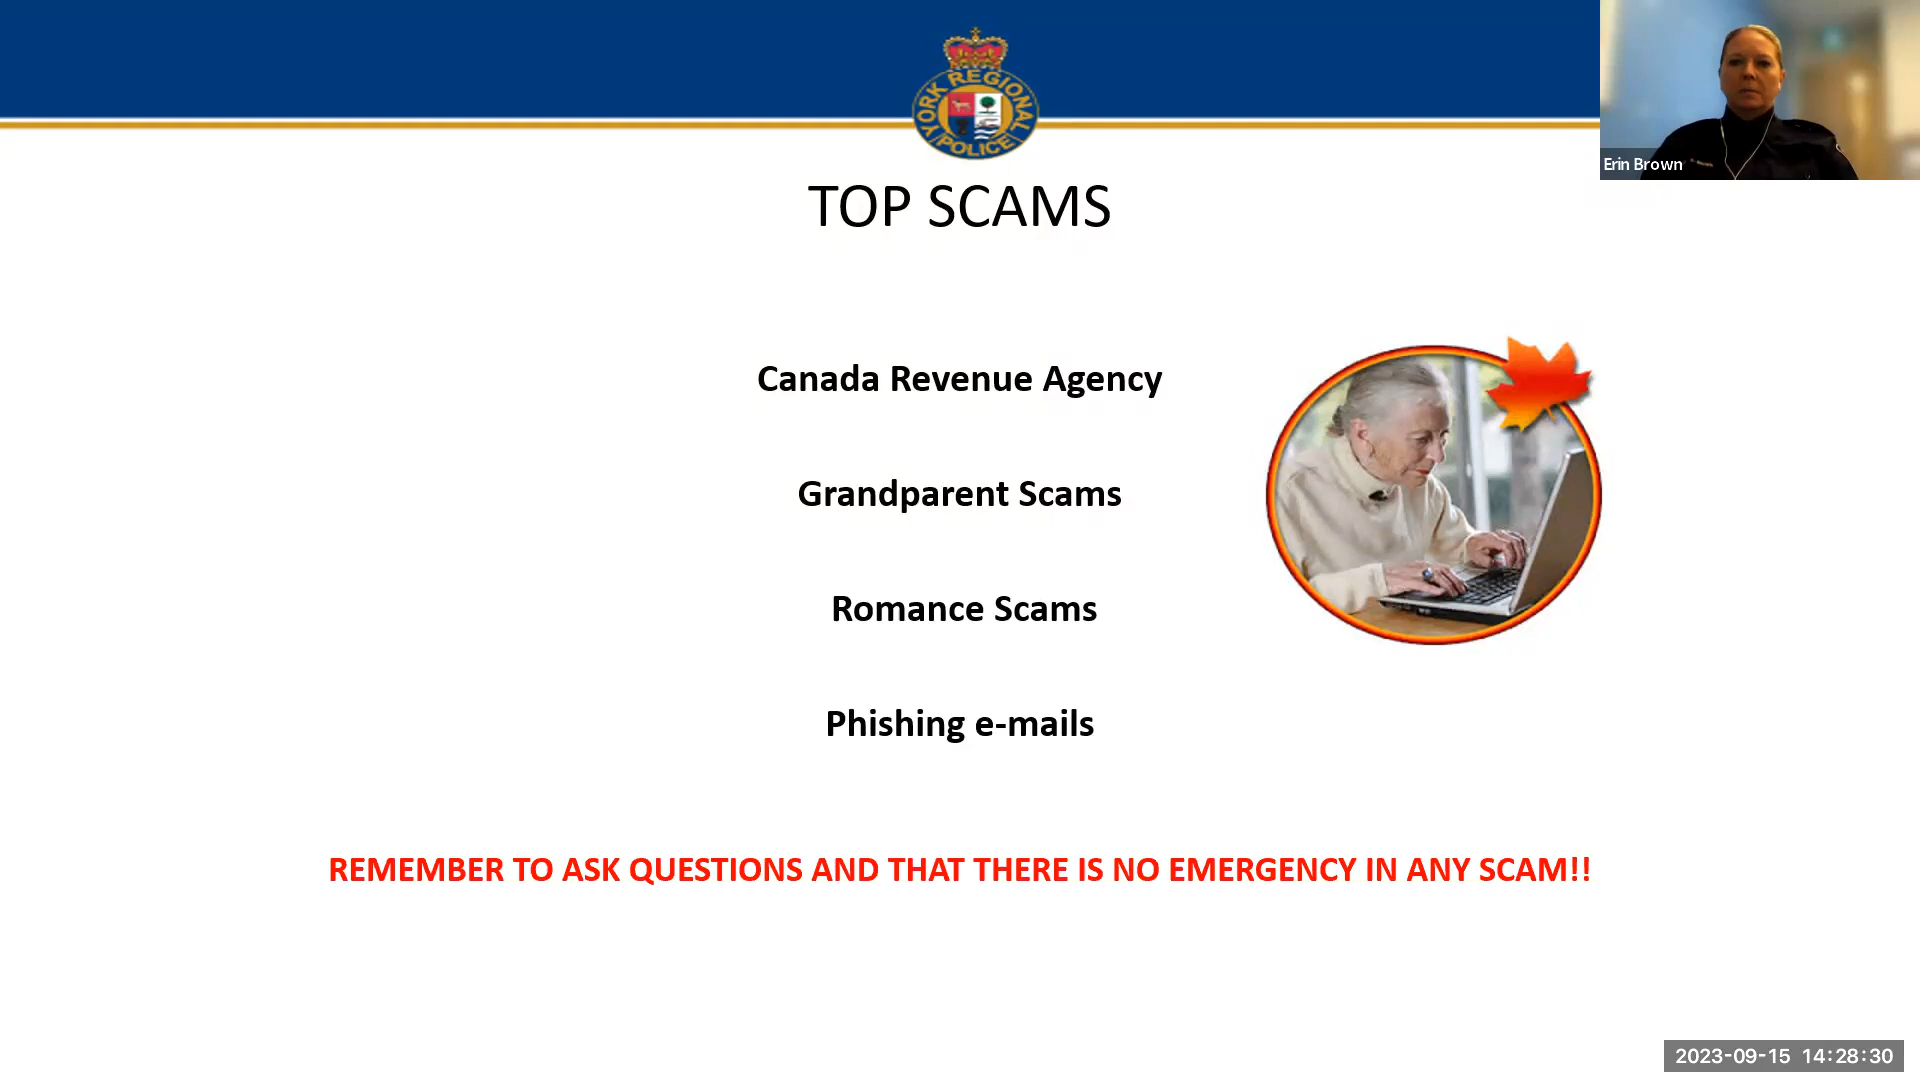 YORK REGIONAL
POLICE
Erin Brown
TOP SCAMS
Canada Revenue Agency
Grandparent Scams
Romance Scams
Phishing e-mails
REMEMBER TO ASK QUESTIONS AND THAT THERE IS NO EMERGENCY IN ANY SCAM!!
2023-09-15 14:28:30